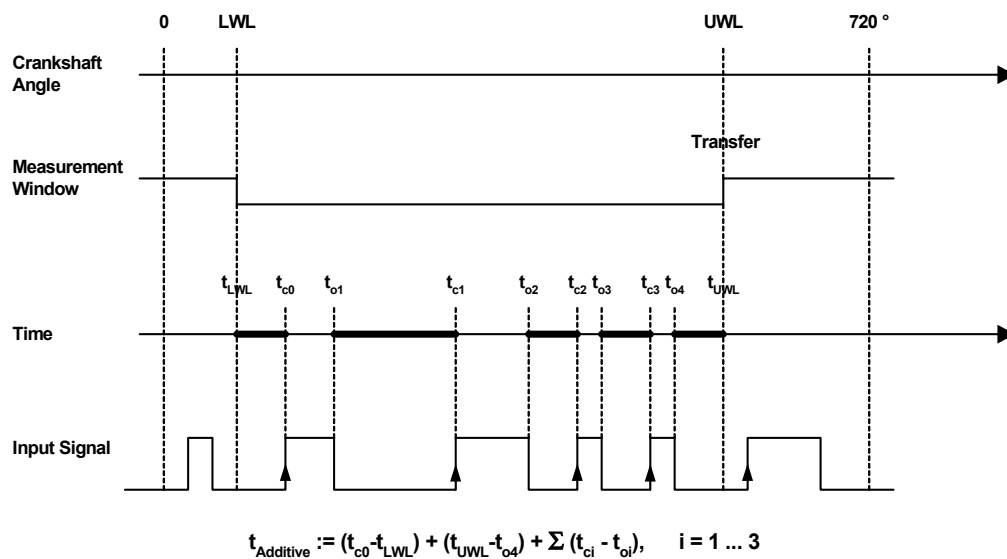 0 LWL UWL 720 °
Crankshaft
Angle
Transfer
Measurement
Window
tLWL tc0 to1 tc1 to2 tc2 to3 tc3 to4 tUWL
Time
Input Signal
tAdditive := (tc0-tLWL) + (tUWL-to4) + Σ (tci - toi), i = 1 ... 3